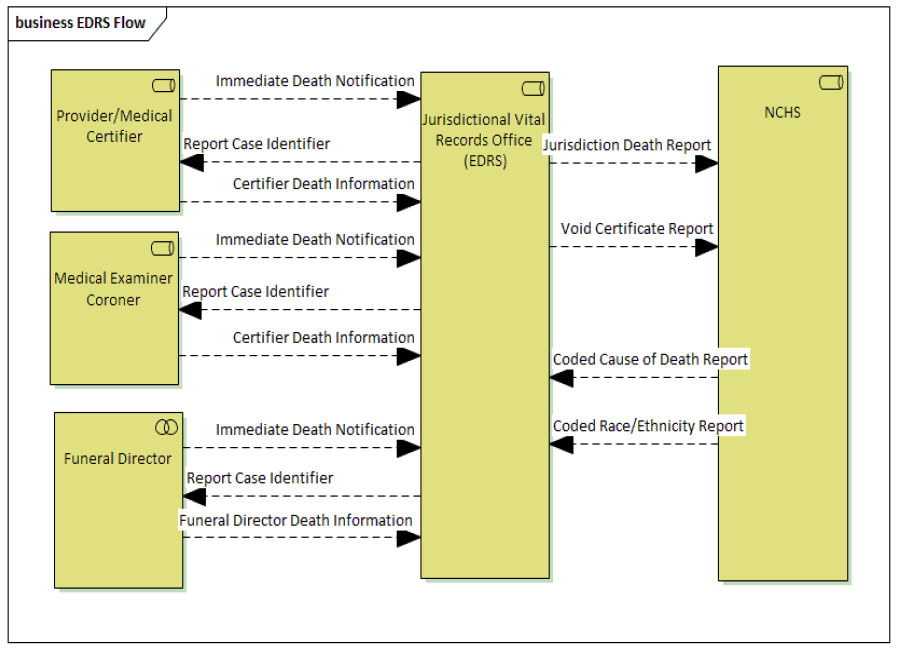 business EDRS Flow
Provider/Medical
Certifier
Immediate Death Notification
Report Case Identifier
Certifier Death Information
Medical Examiner
Coroner
Immediate Death Notification
Report Case Identifier
Certifier Death Information
Funeral Director
Immediate Death Notification
Report Case Identifier
Funeral Director Death Information
Jurisdictional Vital
Records Office
(EDRS)
Jurisdiction Death Report
Void Certificate Report
Coded Cause of Death Report
Coded Race/Ethnicity Report
NCHS